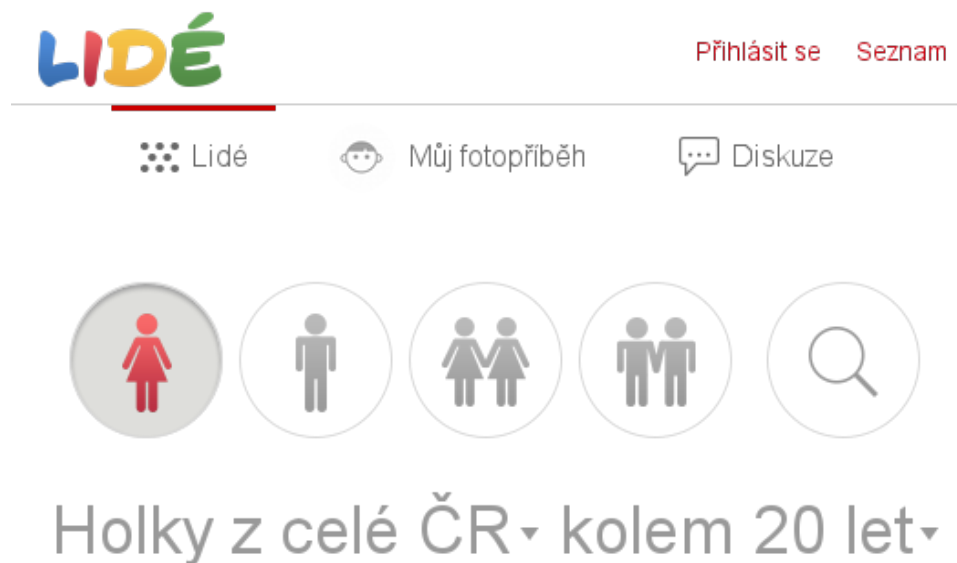 LIDÉ
Přihlásit se Seznam
Lidé Můj fotopříběh Diskuze
Holky z celé ČR kolem 20 let